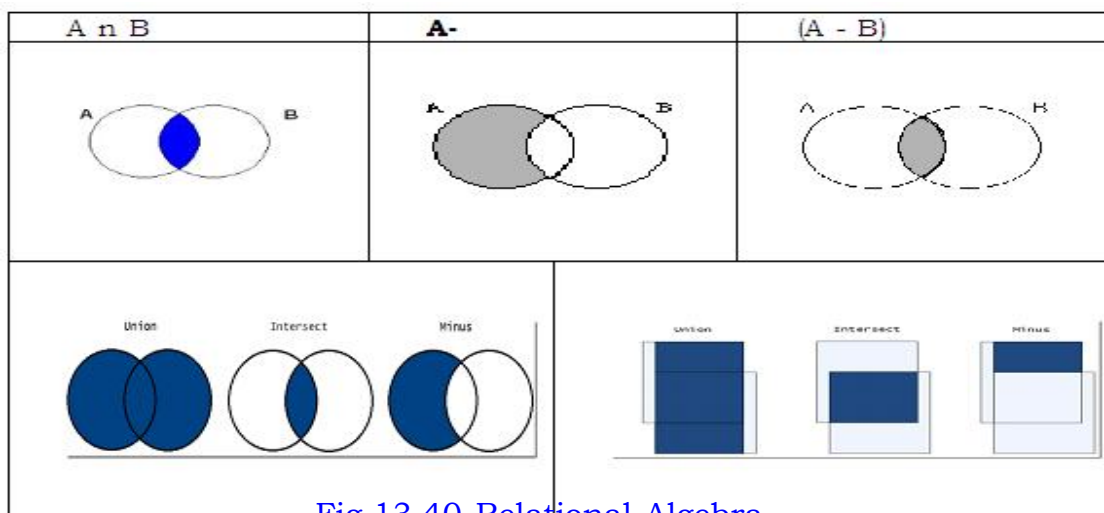 A n B
A-
(A - B)
A B
A B
A B
Union Intersect Minus
Union Intersect Minus
Fig 13.40 Relational Algebra